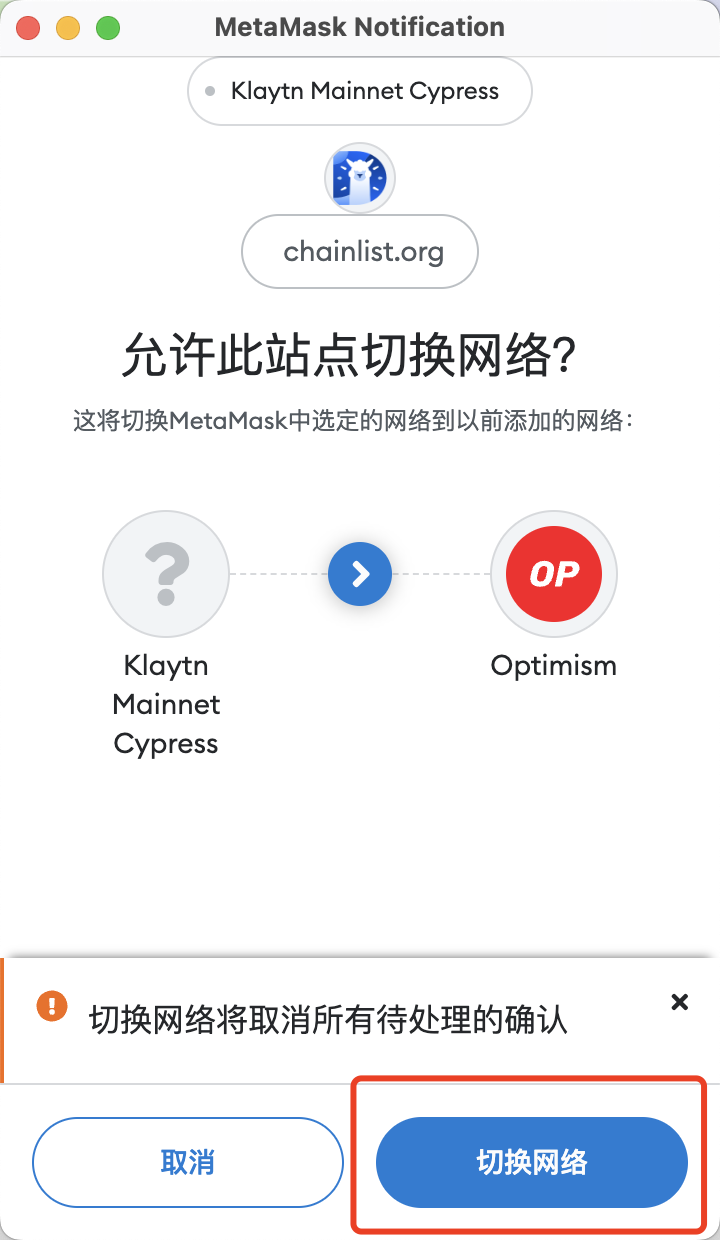 MetaMask Notification
Klaytn Mainnet Cypress
chainlist.org
允许此站点切换网络?
这将切换MetaMask中选定的网络到以前添加的网络：
?
OP
Klaytn
Mainnet
Cypress
Optimism
切换网络将取消所有待处理的确认
取消
切换网络